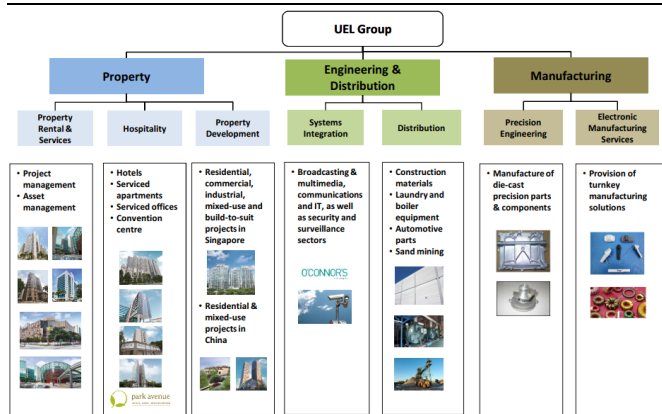 UEL Group
Property
Engineering &
Distribution
Manufacturing
Property
Rental &
Services
Hospitality
Property
Development
Systems
Integration
Distribution
Precision
Engineering
Electronic
Manufacturing
Services
• Project
management
• Asset
management
• Hotels
• Serviced
apartments
• Serviced offices
• Convention
centre
park avenue
• Residential,
commercial,
industrial,
mixed-use and
build-to-suit
projects in
Singapore
• Residential &
mixed-use
projects in
China
• Broadcasting &
multimedia,
communications
and IT, as well
as security and
surveillance
sectors
O'CONNOR'S
• Construction
materials
• Laundry and
boiler
equipment
• Automotive
parts
• Sand mining
• Manufacture of
die-cast
precision parts
& components
• Provision of
turnkey
manufacturing
solutions